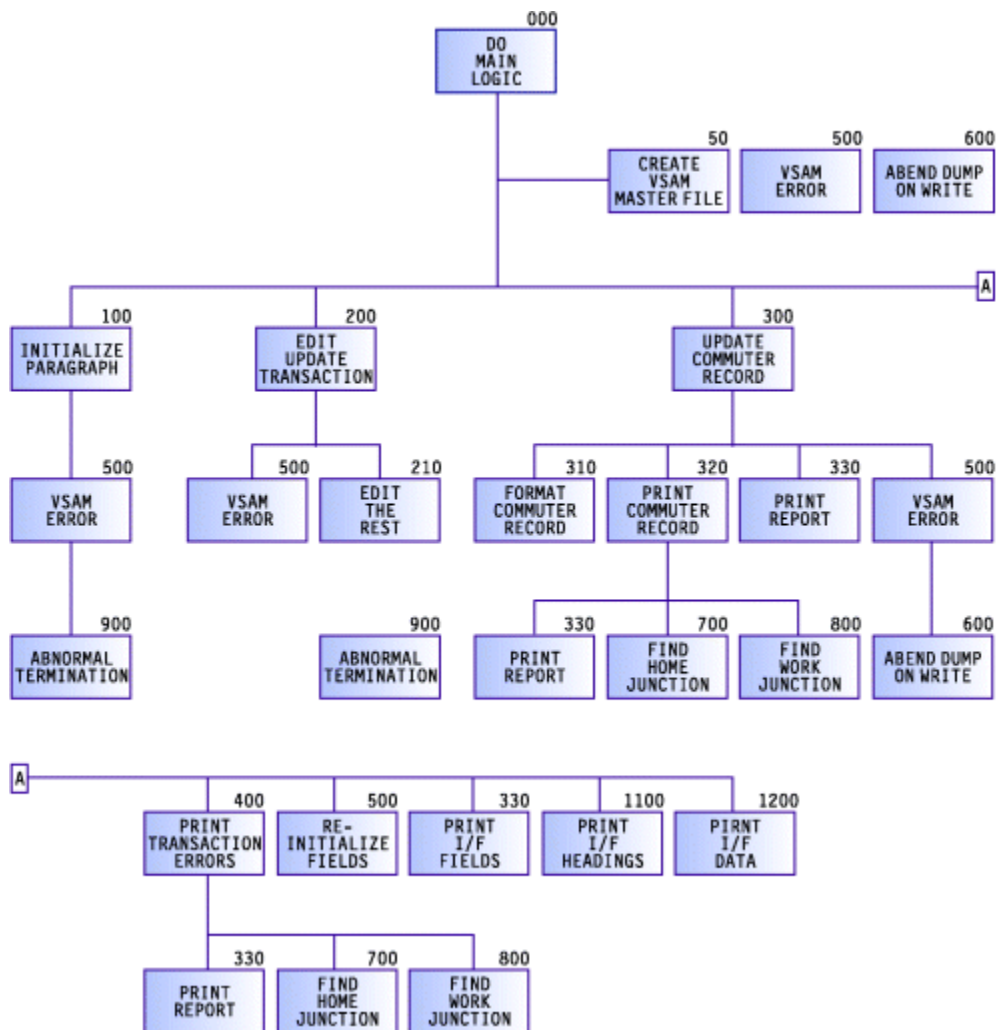 000
DO
MAIN
LOGIC
50
CREATE
VSAM
MASTER FILE
500
VSAM
ERROR
600
ABEND DUMP
ON WRITE
A
100
INITIALIZE
PARAGRAPH
200
EDIT
UPDATE
TRANSACTION
300
UPDATE
COMMUTER
RECORD
500
VSAM
ERROR
500
VSAM
ERROR
210
EDIT
THE
REST
310
FORMAT
COMMUTER
RECORD
320
PRINT
COMMUTER
RECORD
330
PRINT
REPORT
500
VSAM
ERROR
900
ABNORMAL
TERMINATION
900
ABNORMAL
TERMINATION
330
PRINT
REPORT
700
FIND
HOME
JUNCTION
800
FIND
WORK
JUNCTION
600
ABEND DUMP
ON WRITE
A
400
PRINT
TRANSACTION
ERRORS
500
RE-
INITIALIZE
FIELDS
330
PRINT
I/F
FIELDS
1100
PRINT
I/F
HEADINGS
1200
PIRNT
I/F
DATA
330
PRINT
REPORT
700
FIND
HOME
JUNCTION
800
FIND
WORK
JUNCTION